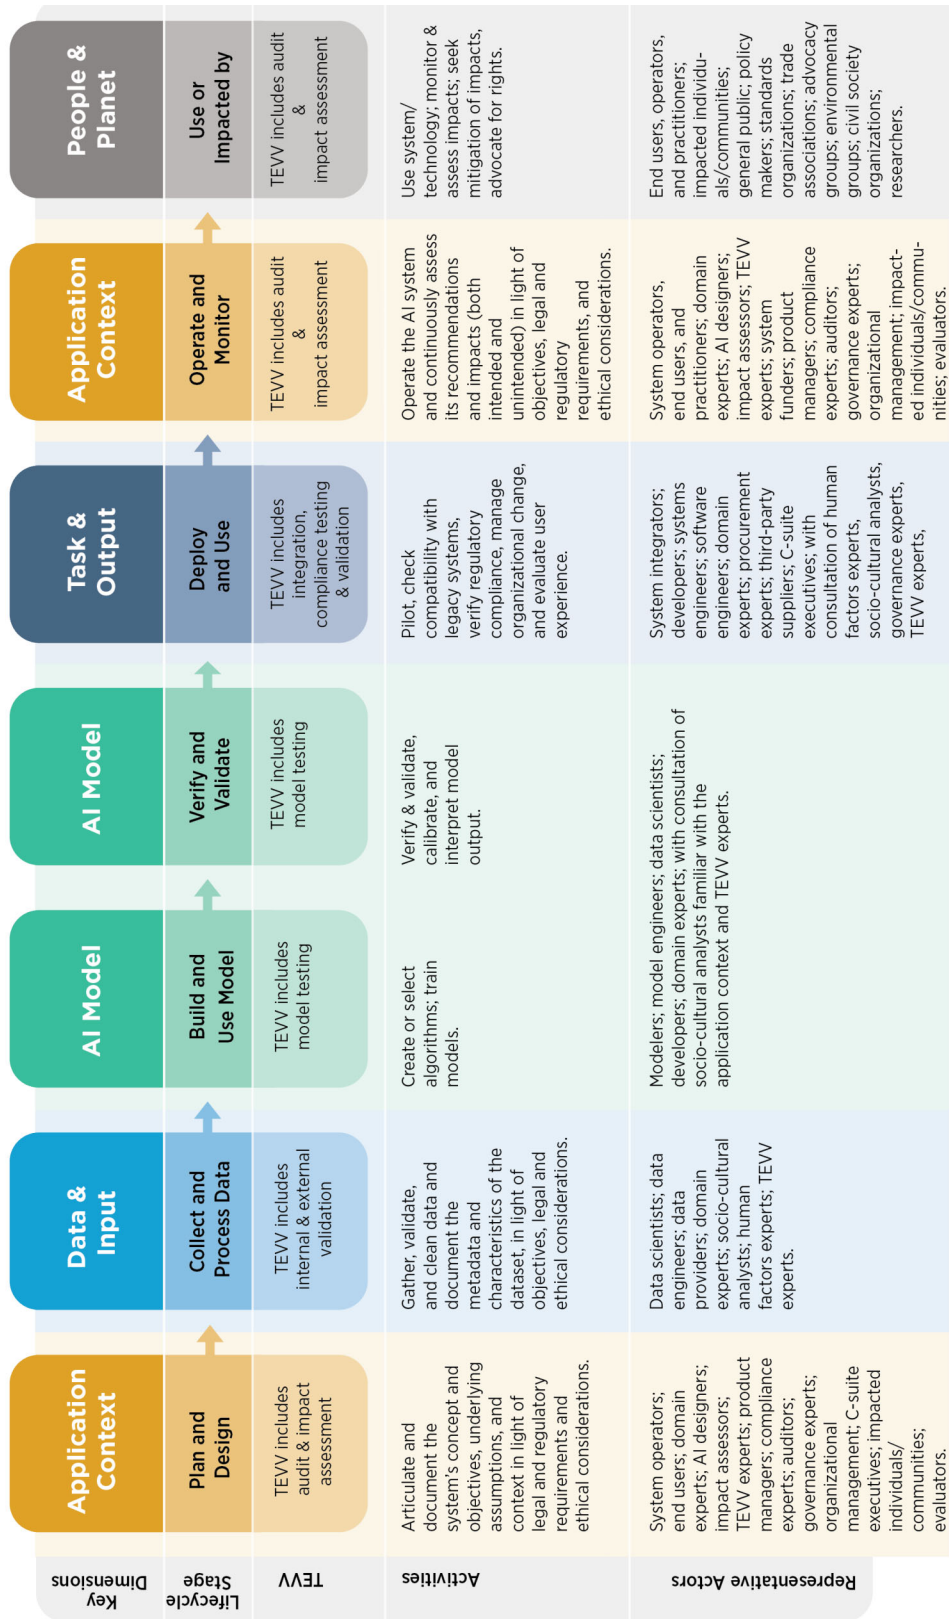 Key
Dimensions
Lifecycle
Stage
TEVV
Activities
Representative Actors
Application
Context
Plan and
Design
TEVV includes
audit & impact
assessment
Articulate and
document the
system's concept and
objectives, underlying
assumptions, and
context in light of
legal and regulatory
requirements and
ethical considerations.
System operators;
end users; domain
experts; AI designers;
impact assessors;
TEVV experts; product
managers; compliance
experts; auditors;
governance experts;
organizational
management; C-suite
executives; impacted
individuals/
communities;
evaluators.
Data &
Input
Collect and
Process Data
TEVV includes
internal & external
validation
Gather, validate,
and clean data and
document the
metadata and
characteristics of the
dataset, in light of
objectives, legal and
ethical considerations.
Data scientists; data
engineers; data
providers; domain
experts; socio-cultural
analysts; human
factors experts; TEVV
experts.
AI Model
Build and
Use Model
TEVV includes
model testing
Create or select
algorithms; train
models.
AI Model
Verify and
Validate
TEVV includes
model testing
Verify & validate,
calibrate, and
interpret model
output.
Modelers; model engineers; data scientists;
developers; domain experts; with consultation of
socio-cultural analysts familiar with the
application context and TEVV experts.
Task &
Output
Deploy
and Use
TEVV includes
integration,
compliance testing
& validation
Pilot, check
compatibility with
legacy systems,
verify regulatory
compliance, manage
organizational change,
and evaluate user
experience.
System integrators;
developers; systems
engineers; software
engineers; domain
experts; procurement
experts; third-party
suppliers; C-suite
executives; with
consultation of human
factors experts,
socio-cultural analysts,
governance experts,
TEVV experts,
Application
Context
Operate and
Monitor
TEVV includes audit
&
impact assessment
Operate the AI system
and continuously assess
its recommendations
and impacts (both
intended and
unintended) in light of
objectives, legal and
regulatory
requirements, and
ethical considerations.
System operators,
end users, and
practitioners; domain
experts; AI designers;
impact assessors; TEVV
experts; system
funders; product
managers; compliance
experts; auditors;
governance experts;
organizational
management; impact-
ed individuals/commu-
nities; evaluators.
People &
Planet
Use or
Impacted by
TEVV includes audit
&
impact assessment
Use system/
technology; monitor &
assess impacts; seek
mitigation of impacts,
advocate for rights.
End users, operators,
and practitioners;
impacted individu-
als/communities;
general public; policy
makers; standards
organizations; trade
associations; advocacy
groups; environmental
groups; civil society
organizations;
researchers.